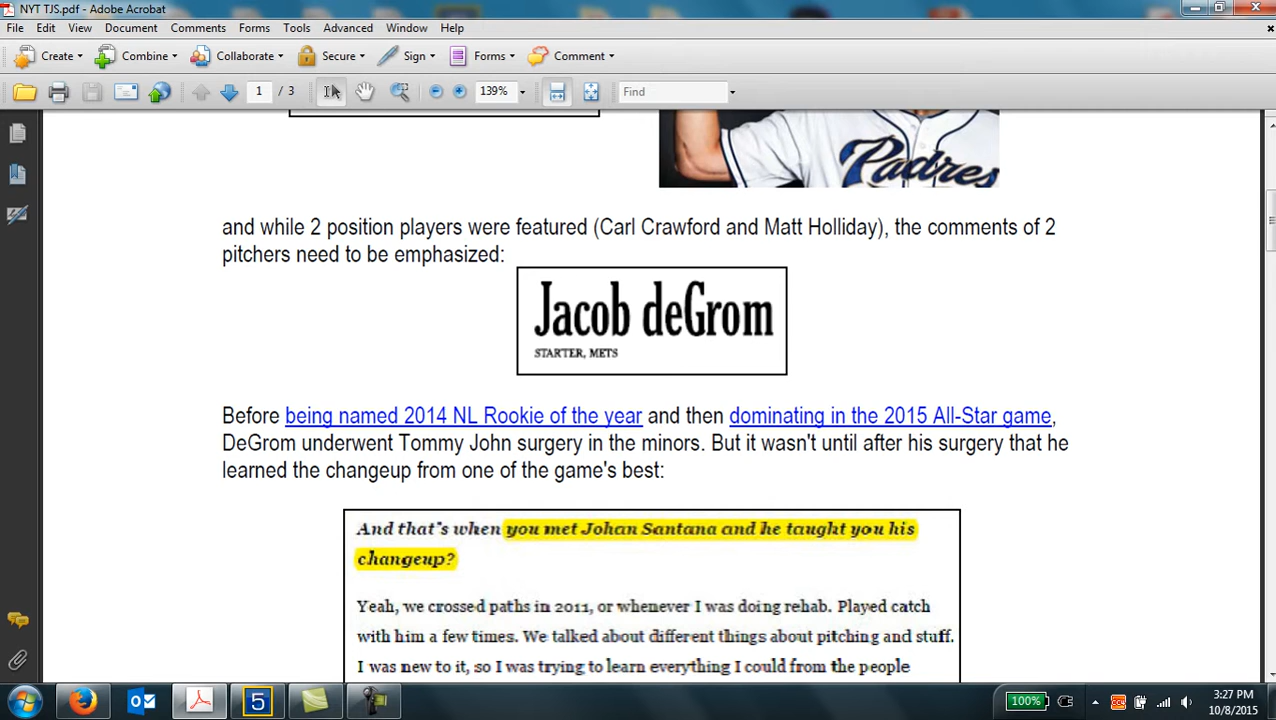 NYT TJS.pdf - Adobe Acrobat
File Edit View Document Comments Forms Tools Advanced Window Help
Create Combine Collaborate Secure Sign Forms Comment
1 / 3 139% Find
Padres
and while 2 position players were featured (Carl Crawford and Matt Holliday), the comments of 2
pitchers need to be emphasized:
Jacob deGrom
STARTER, METS
Before being named 2014 NL Rookie of the year and then dominating in the 2015 All-Star game,
DeGrom underwent Tommy John surgery in the minors. But it wasn't until after his surgery that he
learned the changeup from one of the game's best:
And that's when you met Johan Santana and he taught you his
changeup?
Yeah, we crossed paths in 2011, or whenever I was doing rehab. Played catch
with him a few times. We talked about different things about pitching and stuff.
I was new to it, so I was trying to learn everything I could from the people
5
100%
3:27 PM
10/8/2015